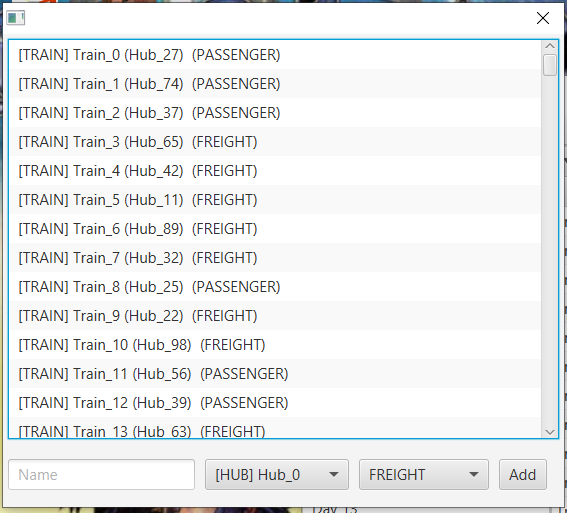 [TRAIN] Train_0 (Hub_27)  (PASSENGER)
[TRAIN] Train_1 (Hub_74)  (PASSENGER)
[TRAIN] Train_2 (Hub_37)  (PASSENGER)
[TRAIN] Train_3 (Hub_65)  (FREIGHT)
[TRAIN] Train_4 (Hub_42)  (FREIGHT)
[TRAIN] Train_5 (Hub_11)  (FREIGHT)
[TRAIN] Train_6 (Hub_89)  (FREIGHT)
[TRAIN] Train_7 (Hub_32)  (FREIGHT)
[TRAIN] Train_8 (Hub_25)  (PASSENGER)
[TRAIN] Train_9 (Hub_22)  (FREIGHT)
[TRAIN] Train_10 (Hub_98)  (FREIGHT)
[TRAIN] Train_11 (Hub_56)  (PASSENGER)
[TRAIN] Train_12 (Hub_39)  (PASSENGER)
[TRAIN] Train_13 (Hub_63)  (FREIGHT)
Name [HUB] Hub_0 FREIGHT Add
Day 13